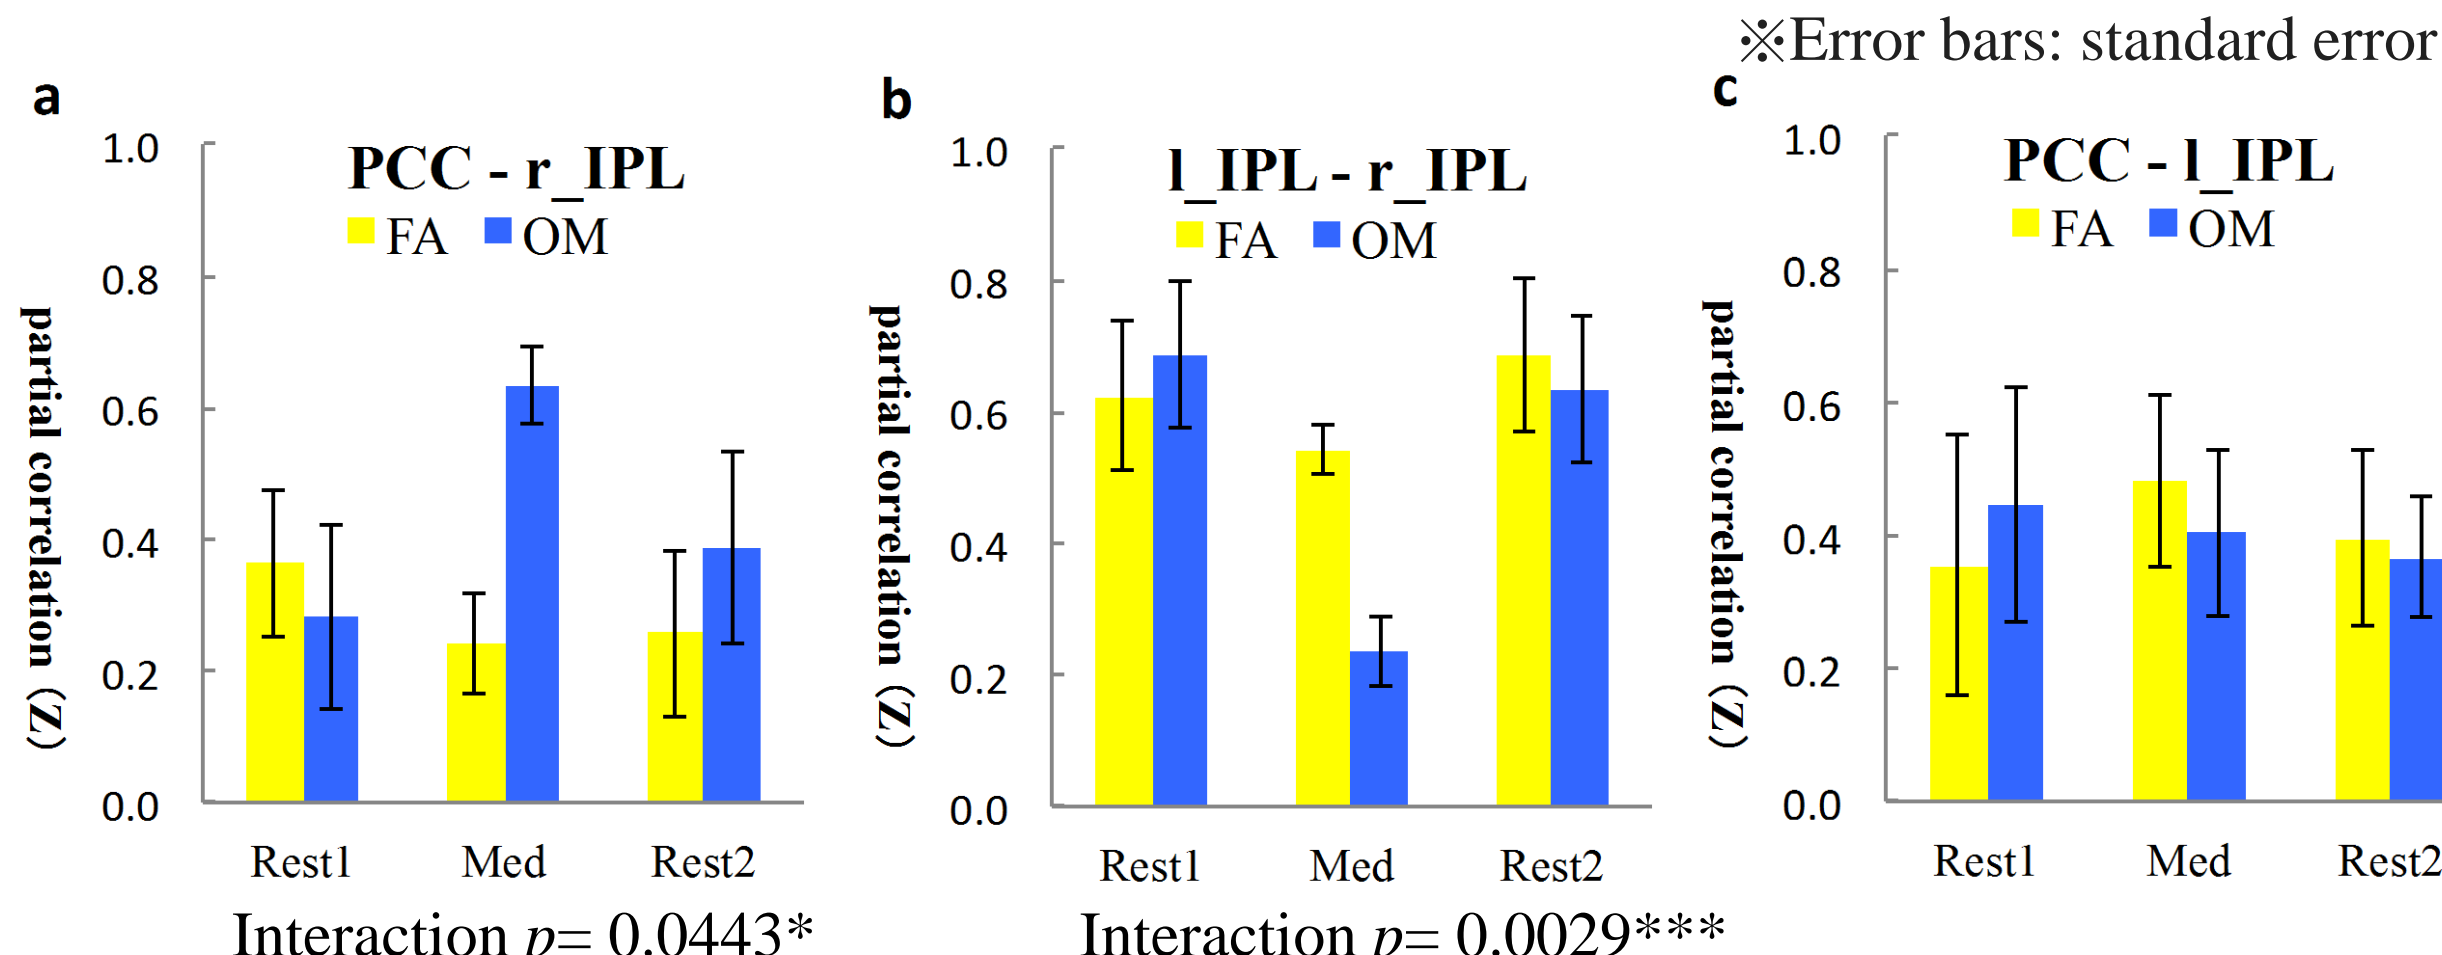 ※Error bars: standard error
a
PCC - r_IPL
FA OM
partial correlation (Z)
1.0
0.8
0.6
0.4
0.2
0.0
Rest1 Med Rest2
Interaction p= 0.0443*
b
l_IPL - r_IPL
FA OM
partial correlation (Z)
1.0
0.8
0.6
0.4
0.2
0.0
Rest1 Med Rest2
Interaction p= 0.0029***
c
PCC - l_IPL
FA OM
partial correlation (Z)
1.0
0.8
0.6
0.4
0.2
0.0
Rest1 Med Rest2